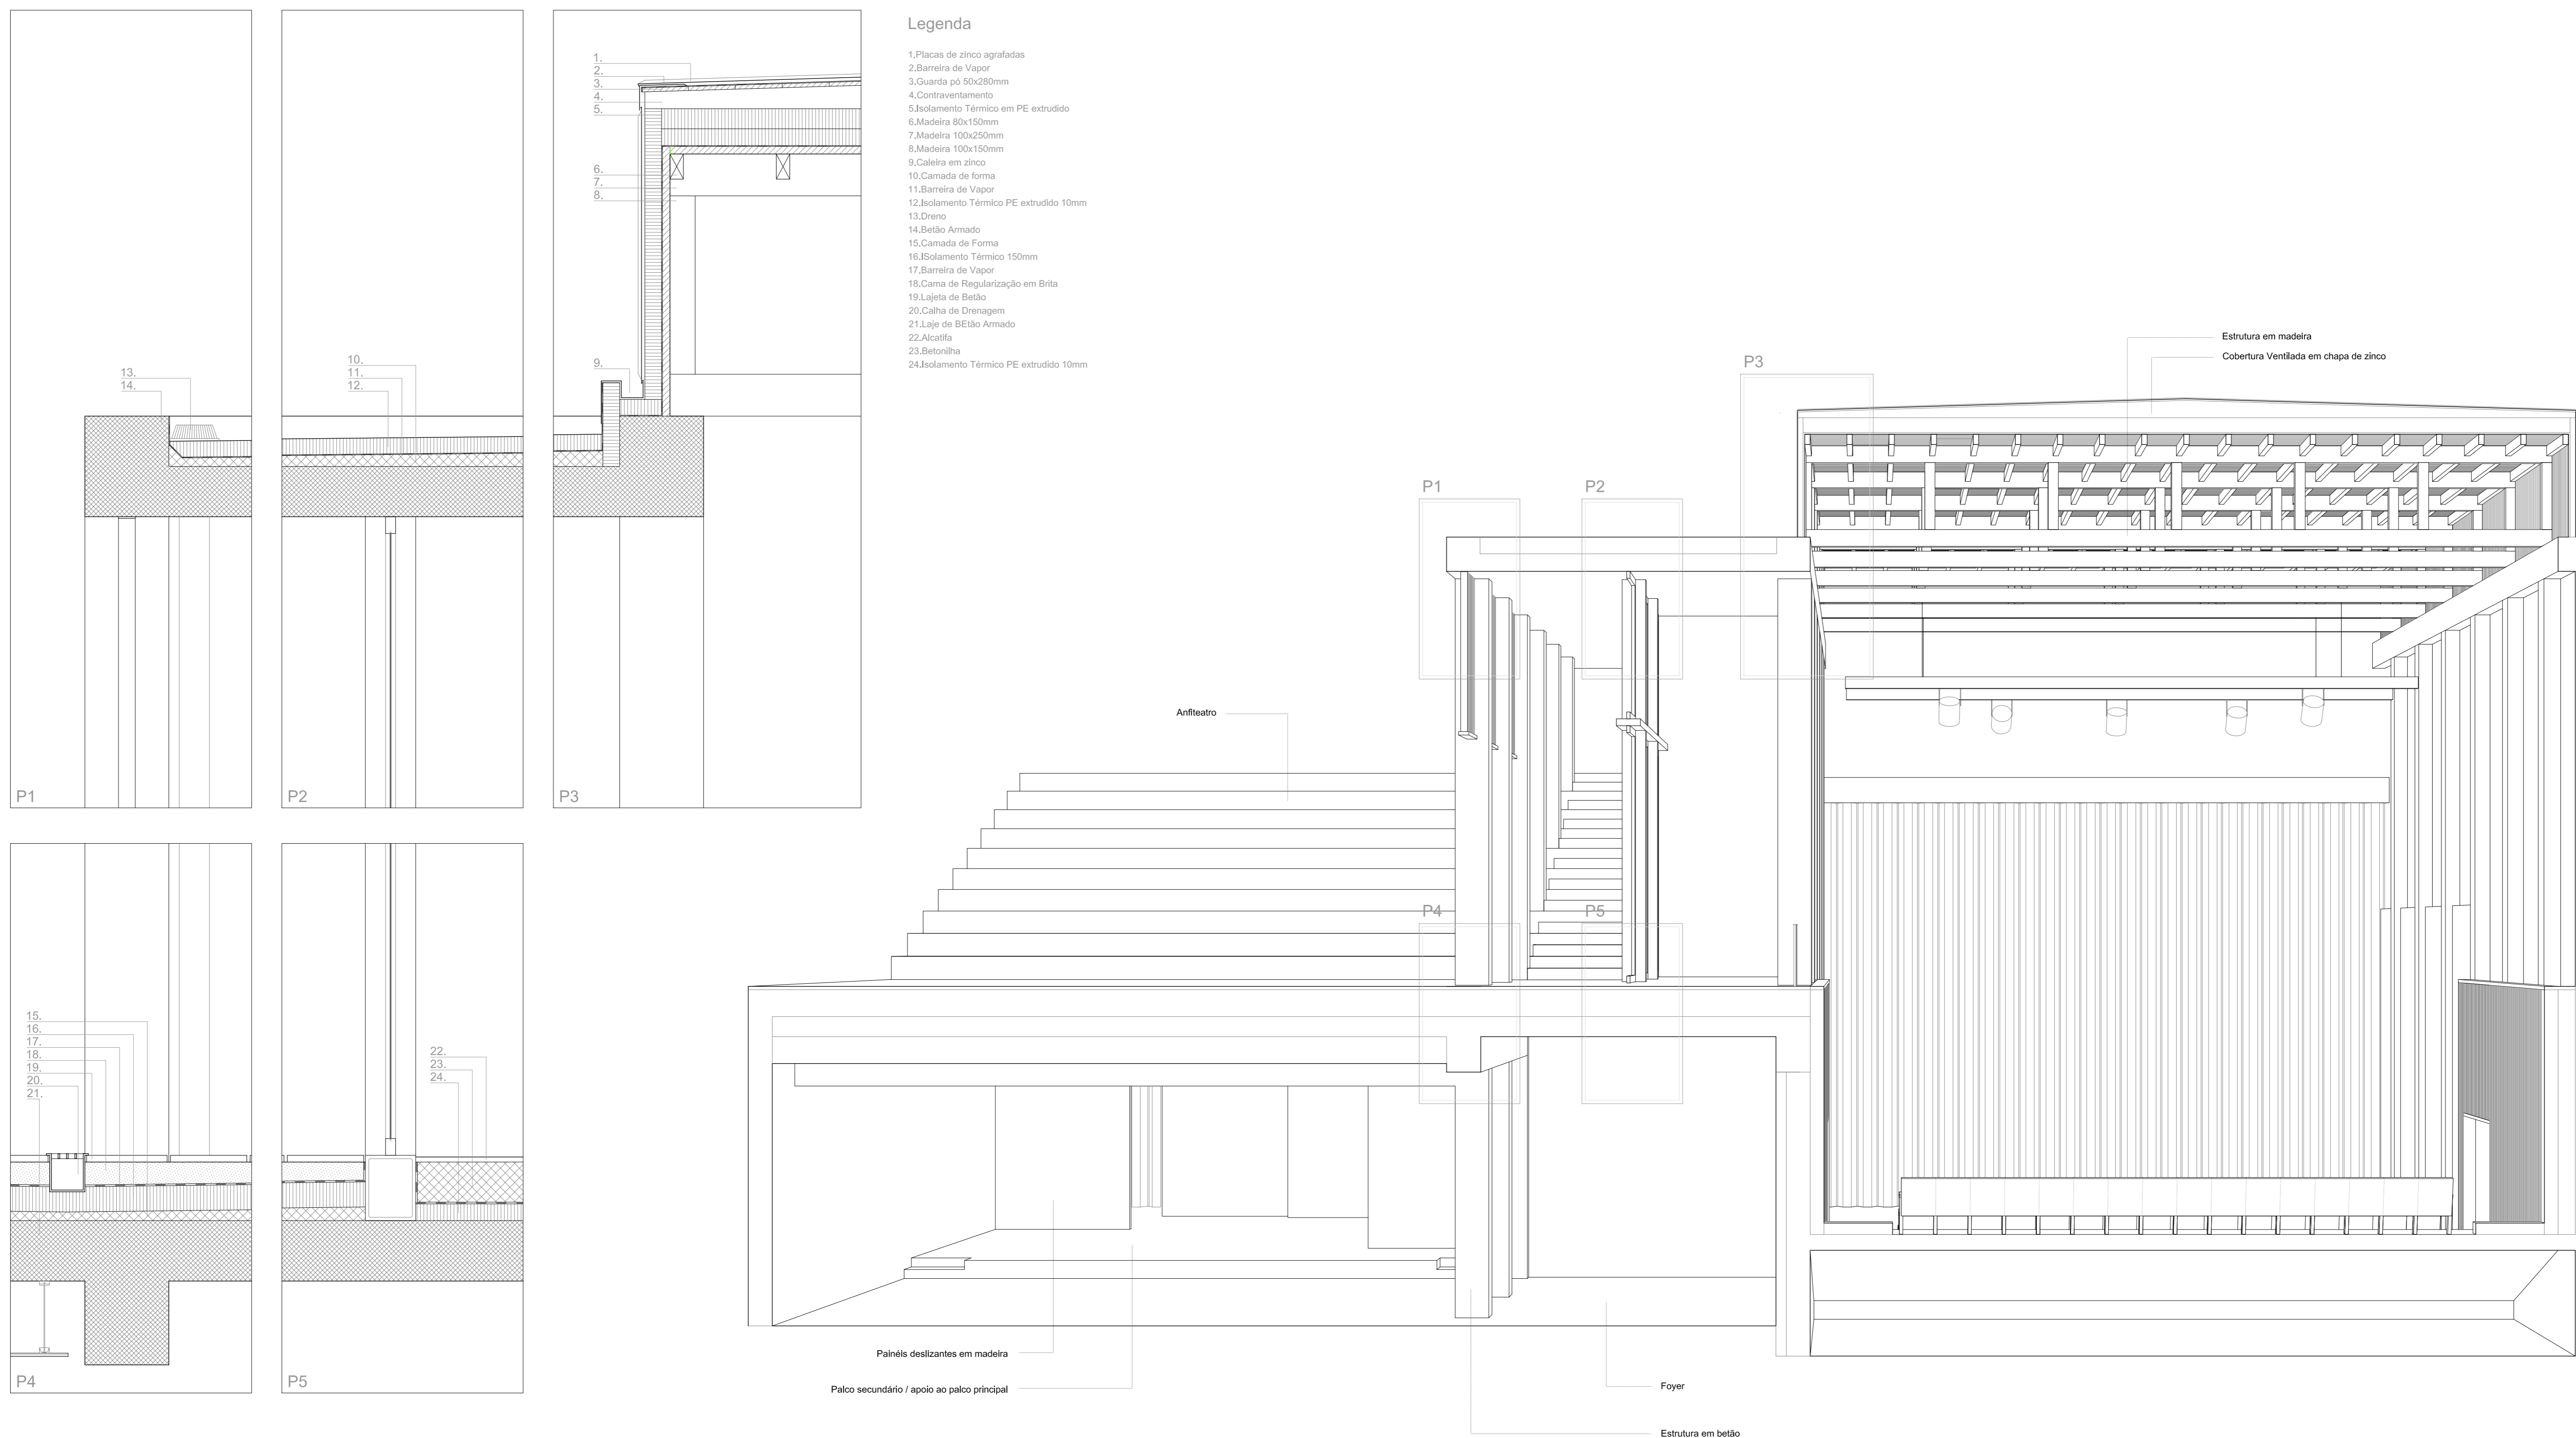 1.
2.
3.
4.
5.
6.
7.
8.
9.
10.
11.
12.
13.
14.
P1
P2
P3
15.
16.
17.
18.
19.
20.
21.
22.
23.
24.
P4
P5
Legenda
1.Placas de zinco agrafadas
2.Barreira de Vapor
3.Guarda pó 50x280mm
4.Contraventamento
5.Isolamento Térmico em PE extrudido
6.Madeira 80x150mm
7.Madeira 100x250mm
8.Madeira 100x150mm
9.Caleira em zinco
10.Camada de forma
11.Barreira de Vapor
12.Isolamento Térmico PE extrudido 10mm
13.Dreno
14.Betão Armado
15.Camada de Forma
16.ISolamento Térmico 150mm
17.Barreira de Vapor
18.Cama de Regularização em Brita
19.Lajeta de Betão
20.Calha de Drenagem
21.Laje de BEtão Armado
22.Alcatifa
23.Betonilha
24.Isolamento Térmico PE extrudido 10mm
Estrutura em madeira
Cobertura Ventilada em chapa de zinco
P3
P1
P2
Anfiteatro
P4
P5
Painéis deslizantes em madeira
Palco secundário / apoio ao palco principal
Foyer
Estrutura em betão